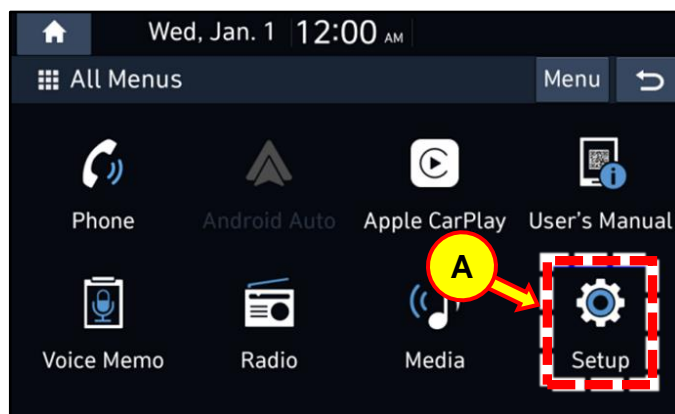 Wed, Jan. 1 12:00 AM
All Menus Menu
Phone Android Auto Apple CarPlay User's Manual
A
Voice Memo Radio Media Setup